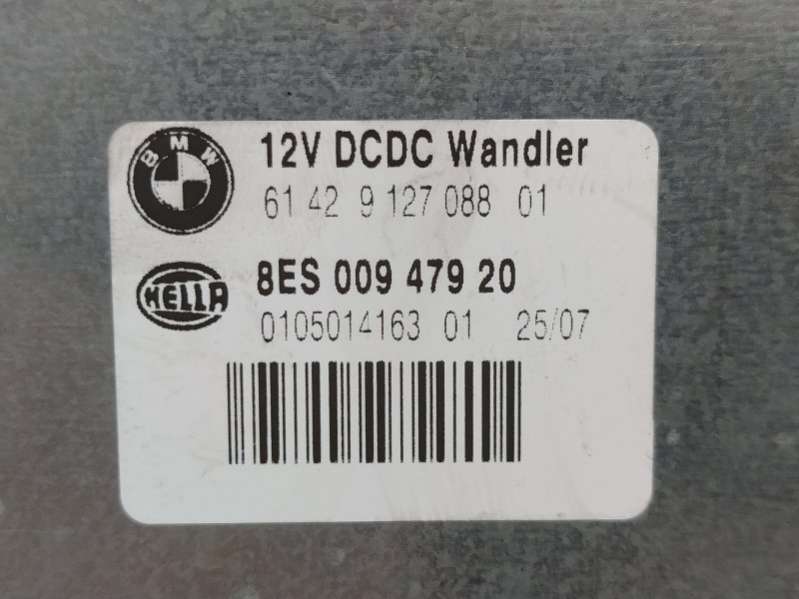 BMW
12V DCDC Wandler
61 42 9 127 088 01
HELLA
8ES 009 479 20
0105014163 01 25/07